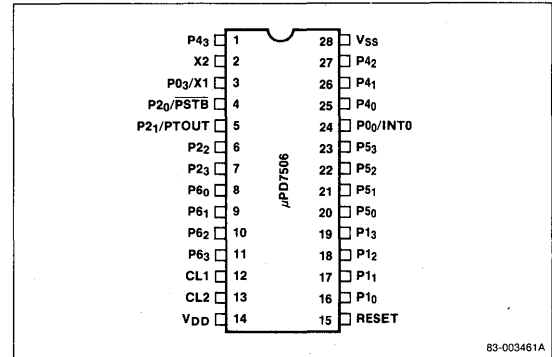 P4₃ 1 28 VSS
X2 2 27 P4₂
P0₃/X1 3 26 P4₁
P2₀/PSTB 4 25 P4₀
P2₁/PTOUT 5 24 P0₀/INT0
P2₂ 6 23 P5₃
P2₃ 7 22 P5₂
P6₀ 8 21 P5₁
P6₁ 9 20 P5₀
P6₂ 10 19 P1₃
P6₃ 11 18 P1₂
CL1 12 17 P1₁
CL2 13 16 P1₀
VDD 14 15 RESET
μPD7506
83-003461A